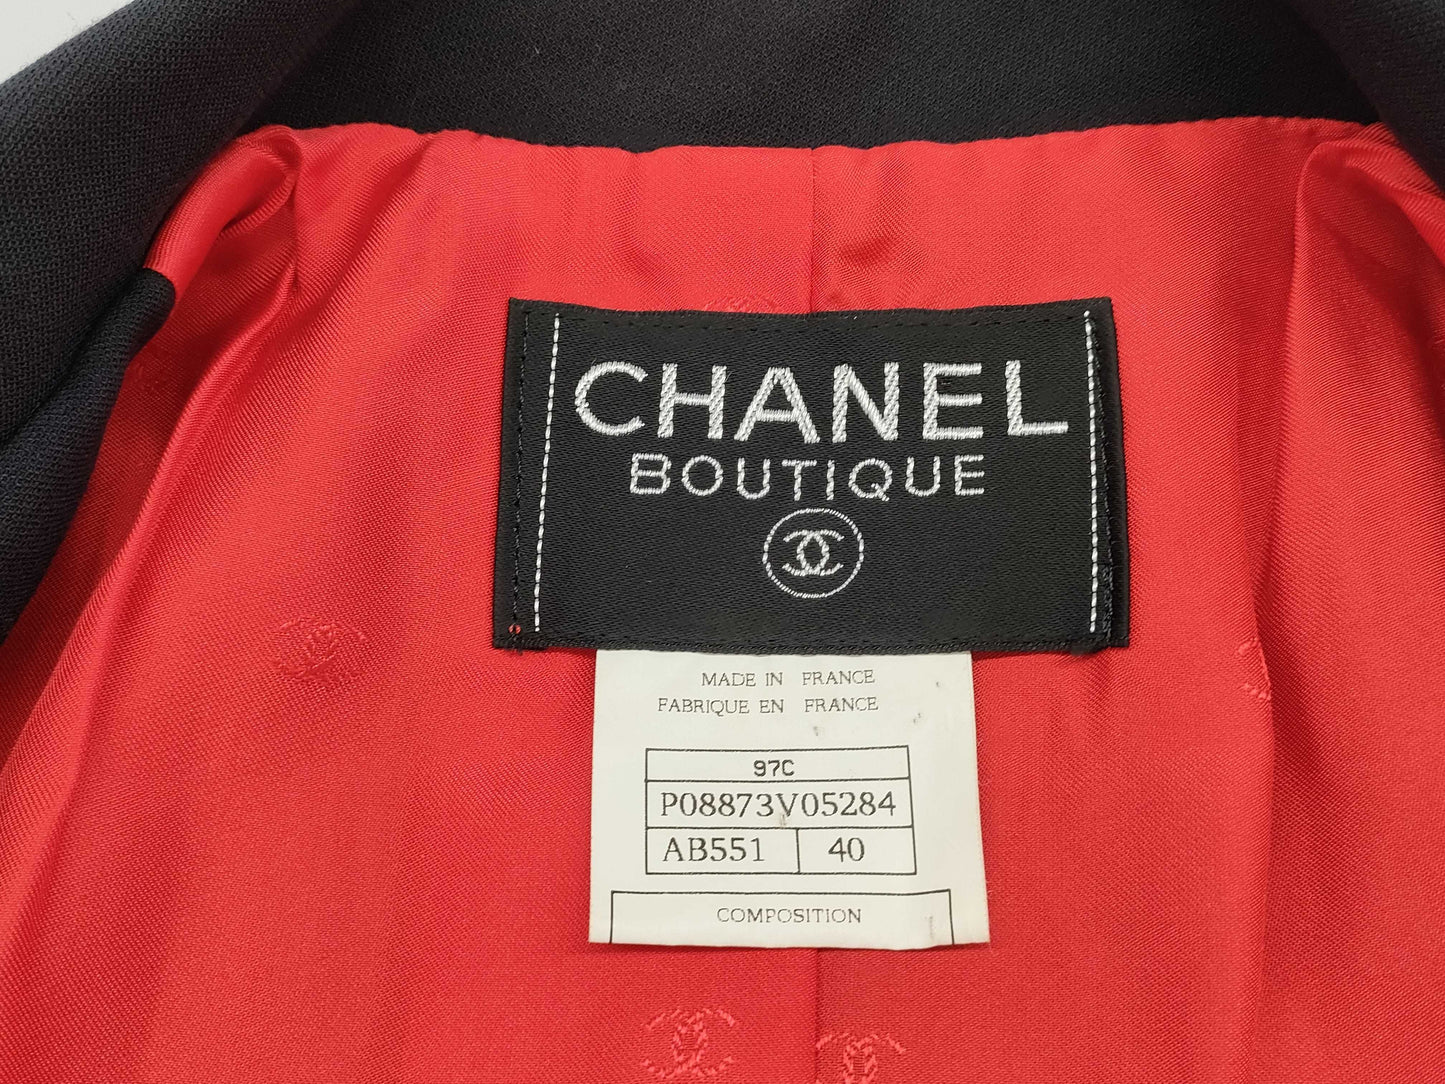 CHANEL
BOUTIQUE
MADE IN FRANCE
FABRIQUE EN FRANCE
97C
P08873V05284
AB551 40
COMPOSITION